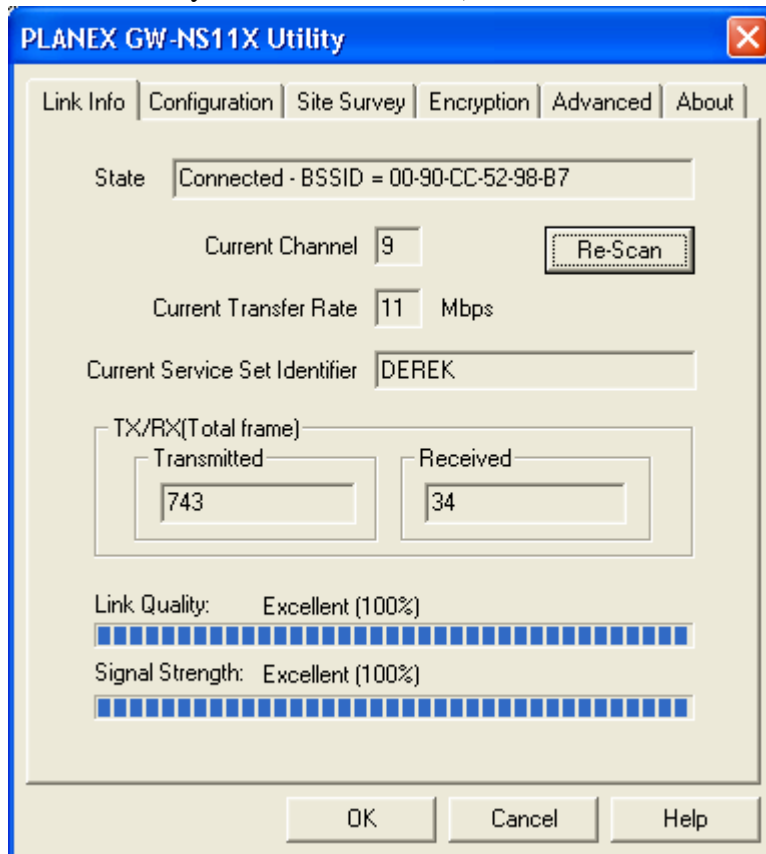 PLANEX GW-NS11X Utility
Link Info Configuration Site Survey Encryption Advanced About
State Connected - BSSID = 00-90-CC-52-98-B7
Current Channel 9 Re-Scan
Current Transfer Rate 11 Mbps
Current Service Set Identifier DEREK
TX/RX(Total frame)
Transmitted Received
743 34
Link Quality: Excellent (100%)
Signal Strength: Excellent (100%)
OK Cancel Help